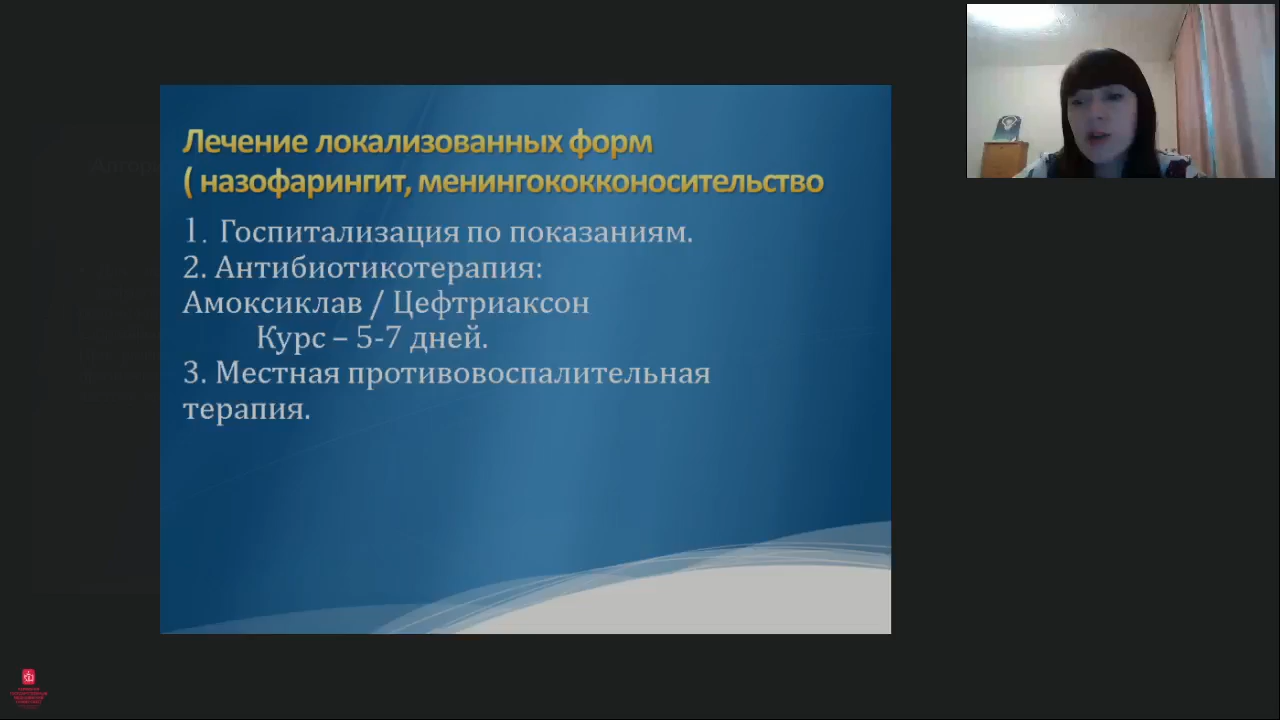 Лечение локализованных форм
( назофарингит, менингококконосительство
1. Госпитализация по показаниям.
2. Антибиотикотерапия:
Амоксиклав / Цефтриаксон
Курс – 5-7 дней.
3. Местная противовоспалительная
терапия.